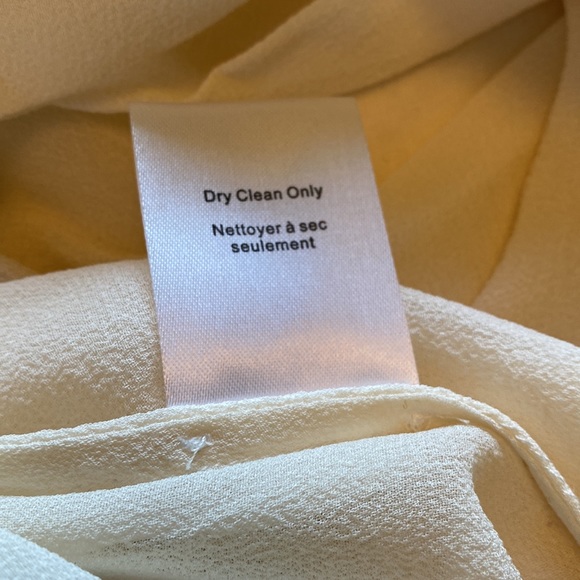 Dry Clean Only
Nettoyer à sec
seulement